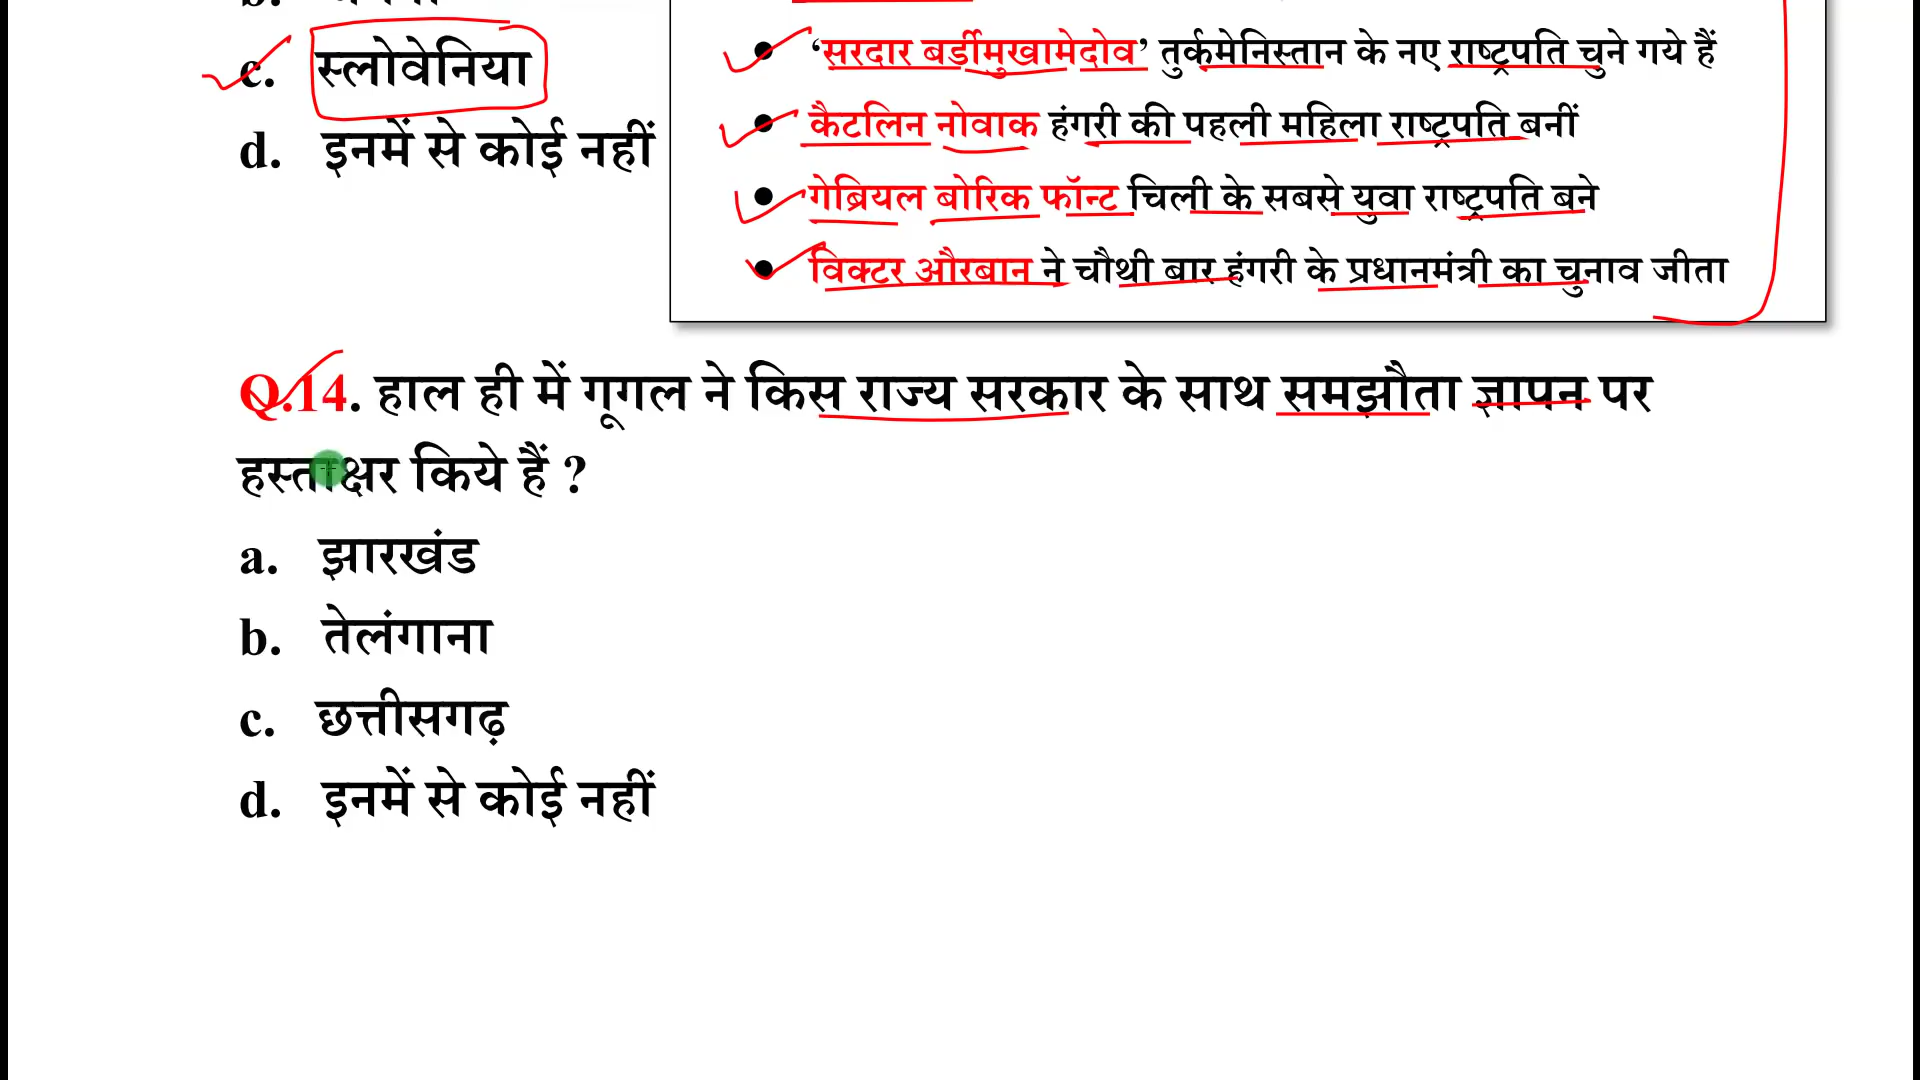 c. स्लोवेनिया
d. इनमें से कोई नहीं
‘सरदार बर्डीमुखामेदोव’ तुर्कमेनिस्तान के नए राष्ट्रपति चुने गये हैं
कैटलिन नोवाक हंगरी की पहली महिला राष्ट्रपति बनीं
गेब्रियल बोरिक फॉन्ट चिली के सबसे युवा राष्ट्रपति बने
विक्टर औरबान ने चौथी बार हंगरी के प्रधानमंत्री का चुनाव जीता
Q.14. हाल ही में गूगल ने किस राज्य सरकार के साथ समझौता ज्ञापन पर
हस्ताक्षर किये हैं ?
a. झारखंड
b. तेलंगाना
c. छत्तीसगढ़
d. इनमें से कोई नहीं